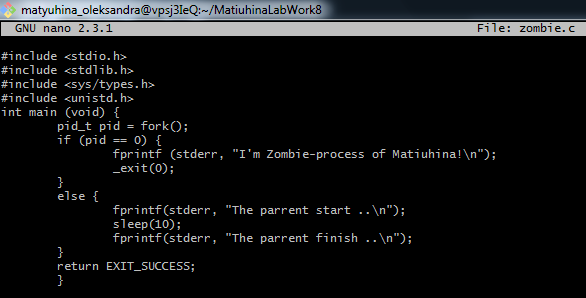 matyuhina_oleksandra@vpsj3IeQ:~/MatiuhinaLabWork8
GNU nano 2.3.1 File: zombie.c
#include <stdio.h>
#include <stdlib.h>
#include <sys/types.h>
#include <unistd.h>
int main (void) {
        pid_t pid = fork();
        if (pid == 0) {
                fprintf (stderr, "I'm Zombie-process of Matiuhina!\n");
                _exit(0);
        }
        else {
                fprintf(stderr, "The parrent start ..\n");
                sleep(10);
                fprintf(stderr, "The parrent finish ..\n");
        }
        return EXIT_SUCCESS;
        }